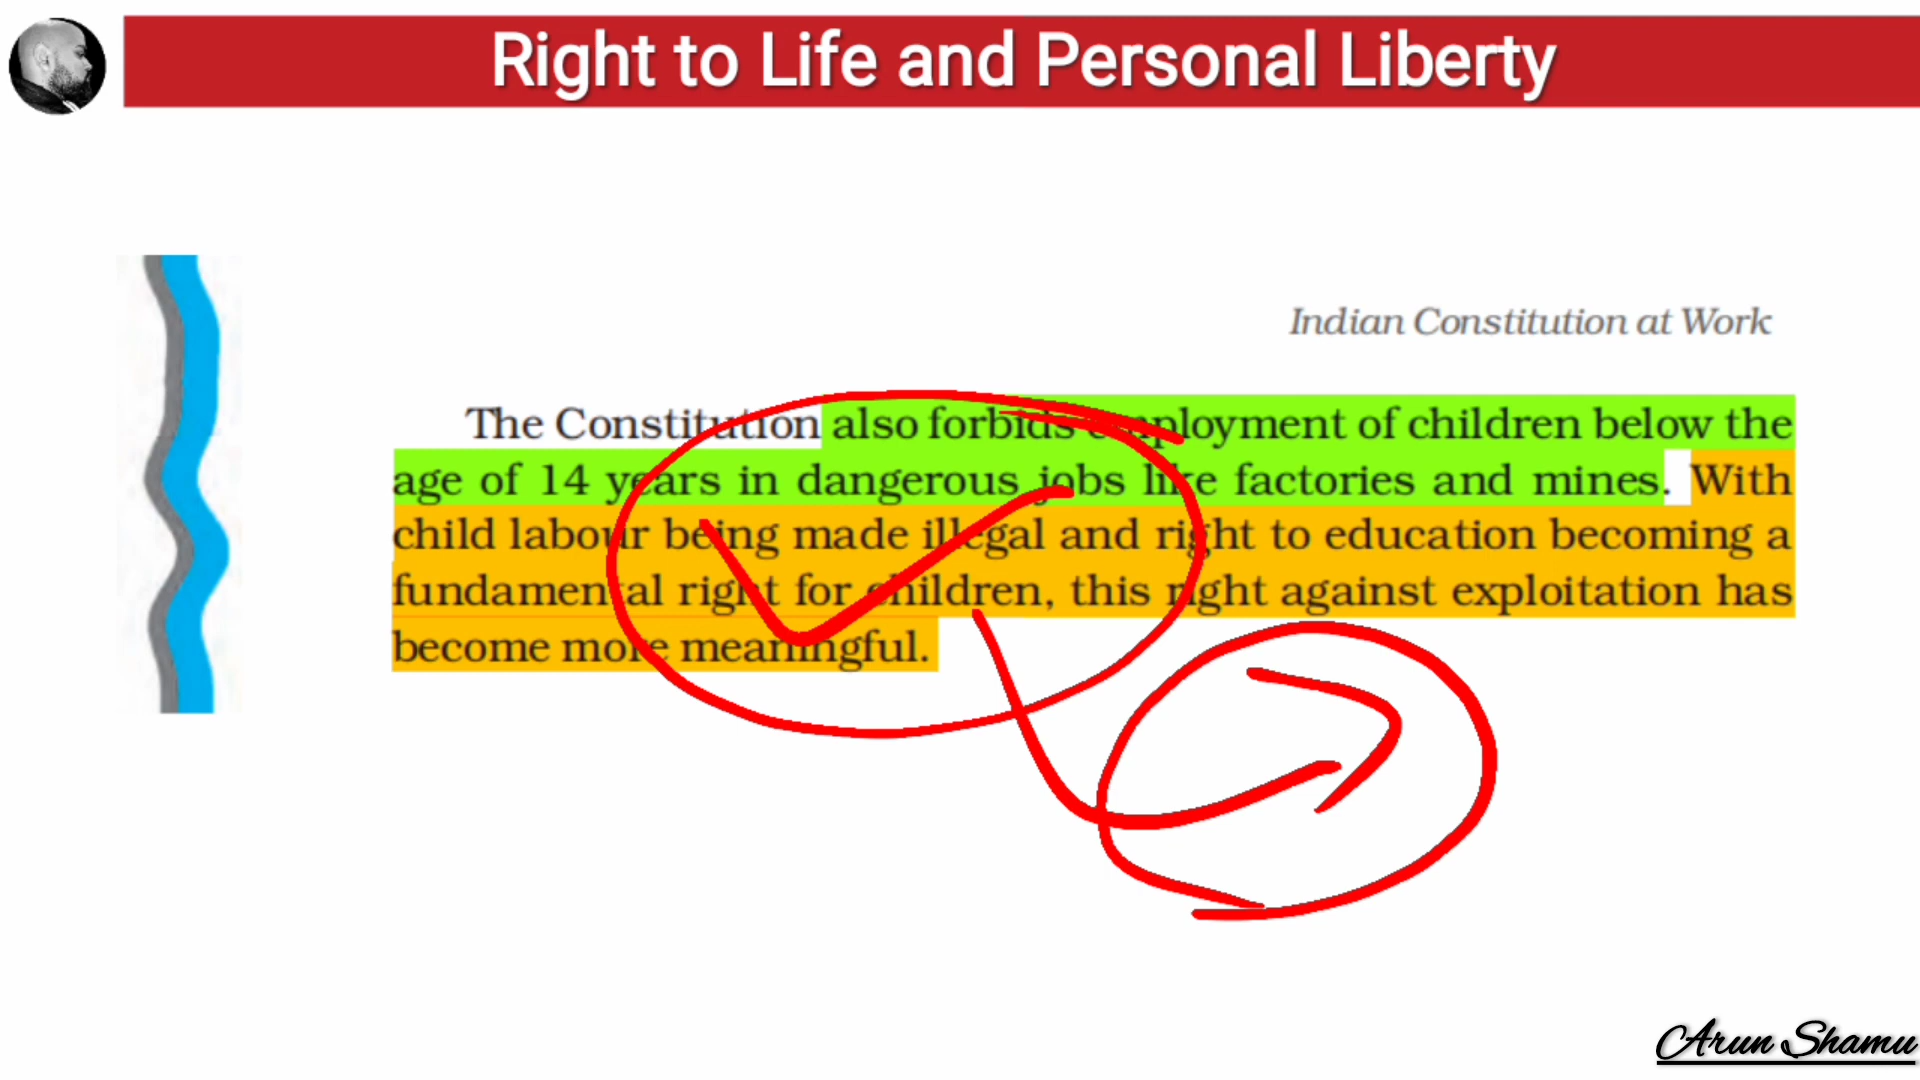 Right to Life and Personal Liberty
Indian Constitution at Work
The Constitution also forbids employment of children below the
age of 14 years in dangerous jobs like factories and mines. With
child labour being made illegal and right to education becoming a
fundamental right for children, this right against exploitation has
become more meaningful.
Arun Shamu